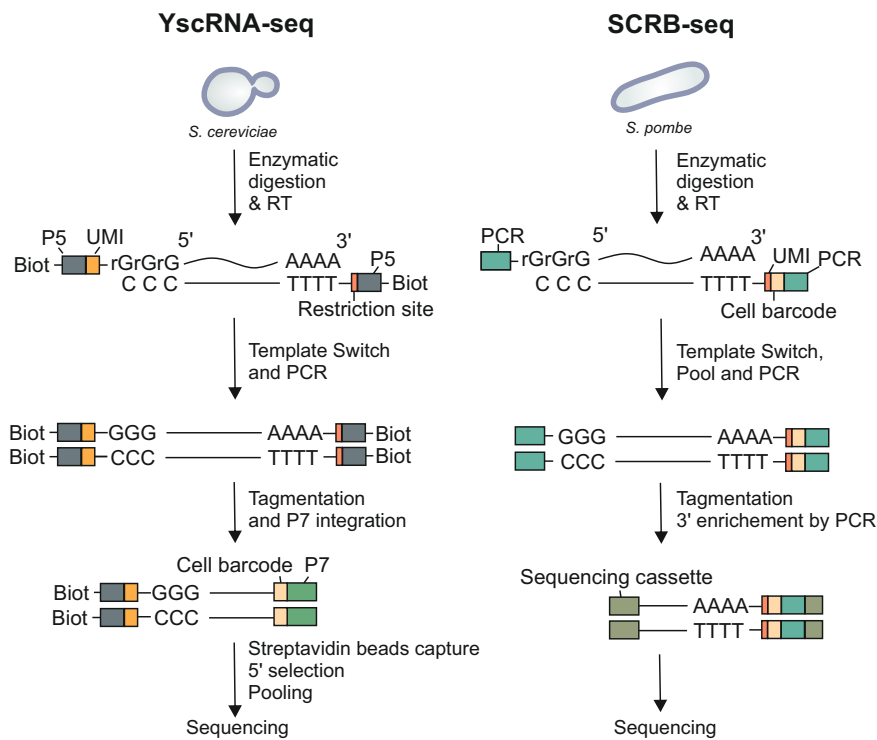 YscRNA-seq
S. cereviciae
Enzymatic
digestion
& RT
P5
UMI
5'
3'
P5
Biot
rGrGrG
AAAA
C C C
TTTT
Biot
Restriction site
Template Switch
and PCR
Biot
GGG
AAAA
Biot
Biot
CCC
TTTT
Biot
Tagmentation
and P7 integration
Cell barcode
P7
Biot
GGG
Biot
CCC
Streptavidin beads capture
5' selection
Pooling
Sequencing
SCRB-seq
S. pombe
Enzymatic
digestion
& RT
PCR
5'
3'
rGrGrG
AAAA
UMI
PCR
C C C
TTTT
Cell barcode
Template Switch,
Pool and PCR
GGG
AAAA
CCC
TTTT
Tagmentation
3' enrichement by PCR
Sequencing cassette
AAAA
TTTT
Sequencing